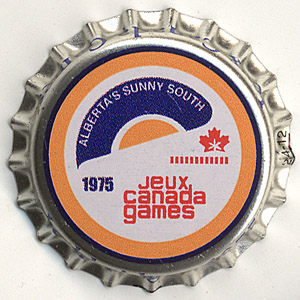 ALBERTA'S SUNNY SOUTH
1975
Jeux
canada
games